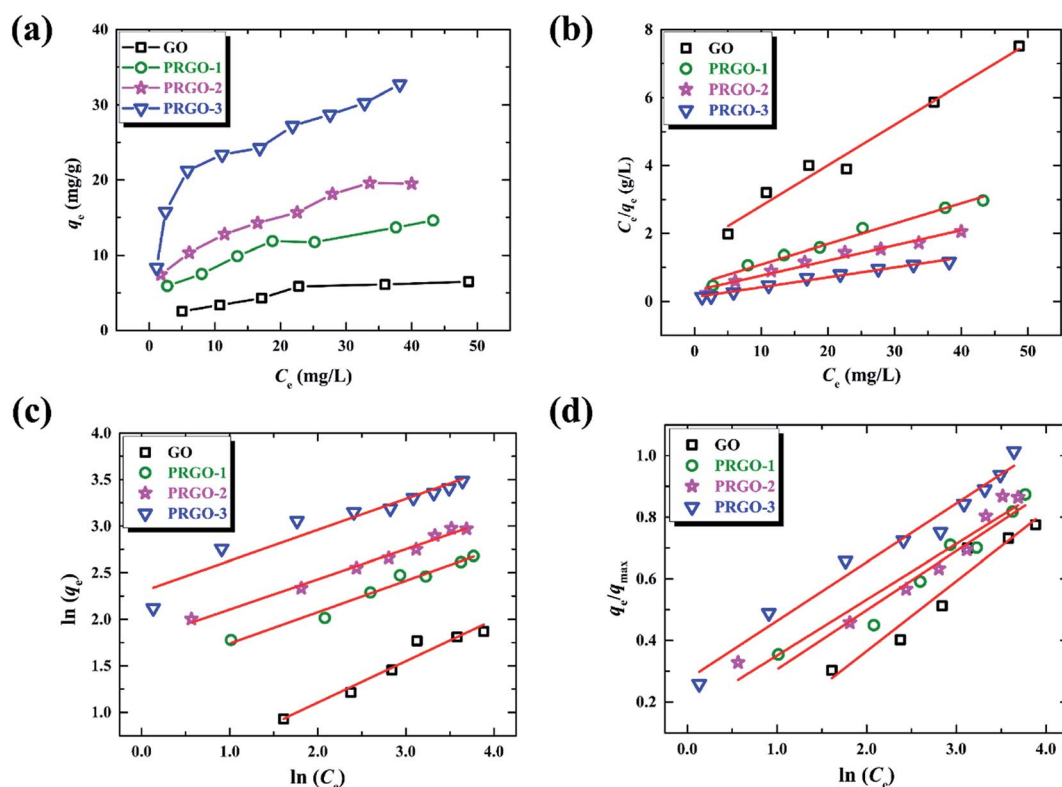 (a)
GO
PRGO-1
PRGO-2
PRGO-3
40
30
20
10
0
qe (mg/g)
0 10 20 30 40 50
Ce (mg/L)
(b)
GO
PRGO-1
PRGO-2
PRGO-3
8
6
4
2
0
Ce/qe (g/L)
0 10 20 30 40 50
Ce (mg/L)
(c)
GO
PRGO-1
PRGO-2
PRGO-3
4.0
3.5
3.0
2.5
2.0
1.5
1.0
ln (qe)
0.0 1.0 2.0 3.0 4.0
ln (Ce)
(d)
GO
PRGO-1
PRGO-2
PRGO-3
1.0
0.8
0.6
0.4
0.2
qe/qmax
0.0 1.0 2.0 3.0 4.0
ln (Ce)